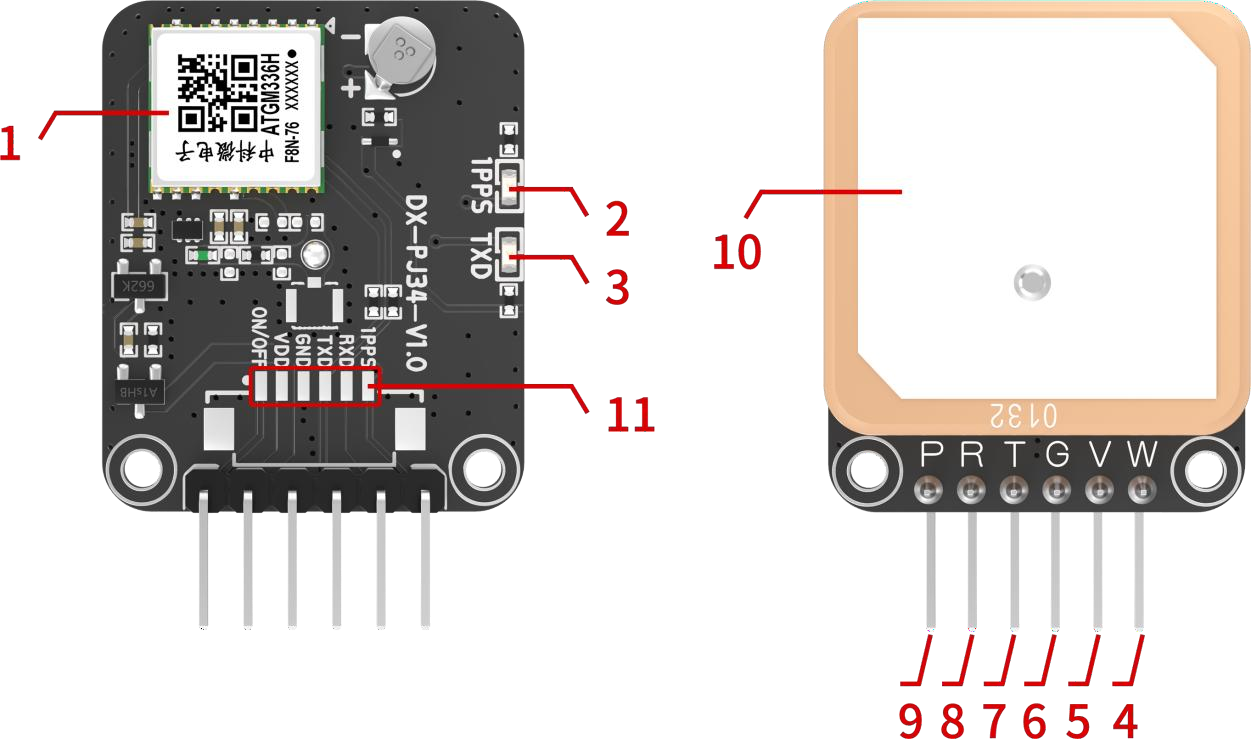 ATGM336H
F8N-76 XXXXXX
中科微电子
-
+
1
1PPS
2
TXD
3
DX-PJ34-V1.0
662K
A1sHB
ON/OFF
VDD
GND
TXD
RXD
1PPS
11
10
0132
P R T G V W
9 8 7 6 5 4